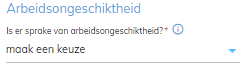 Arbeidsongeschiktheid
Is er sprake van arbeidsongeschiktheid?*
maak een keuze